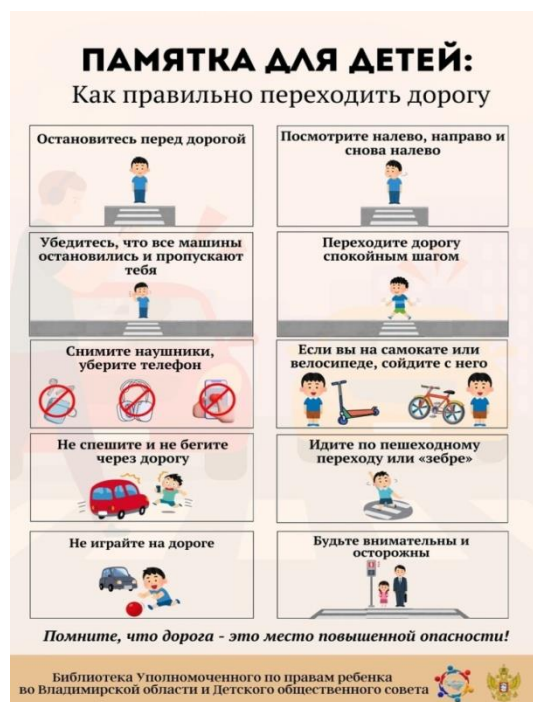 ПАМЯТКА ДЛЯ ДЕТЕЙ:
Как правильно переходить дорогу
Остановитесь перед дорогой
Посмотрите налево, направо и
снова налево
Убедитесь, что все машины
остановились и пропускают
тебя
Переходите дорогу
спокойным шагом
Снимите наушники,
уберите телефон
Если вы на самокате или
велосипеде, сойдите с него
Не спешите и не бегите
через дорогу
Идите по пешеходному
переходу или «зебре»
Не играйте на дороге
Будьте внимательны и
осторожны
Помните, что дорога - это место повышенной опасности!
Библиотека Уполномоченного по правам ребенка
во Владимирской области и Детского общественного совета